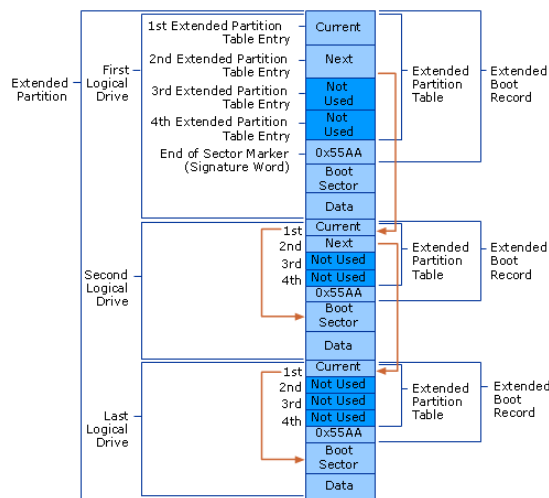 1st Extended Partition
Table Entry
Current
2nd Extended Partition
Table Entry
Next
Extended
Partition
First
Logical
Drive
3rd Extended Partition
Table Entry
Not
Used
4th Extended Partition
Table Entry
Not
Used
Extended
Partition
Table
Extended
Boot
Record
End of Sector Marker
(Signature Word)
0x55AA
Boot
Sector
Data
1st
Current
2nd
Next
3rd
Not Used
4th
Not Used
0x55AA
Extended
Partition
Table
Extended
Boot
Record
Second
Logical
Drive
Boot
Sector
Data
1st
Current
2nd
Not Used
3rd
Not Used
4th
Not Used
0x55AA
Extended
Partition
Table
Extended
Boot
Record
Last
Logical
Drive
Boot
Sector
Data